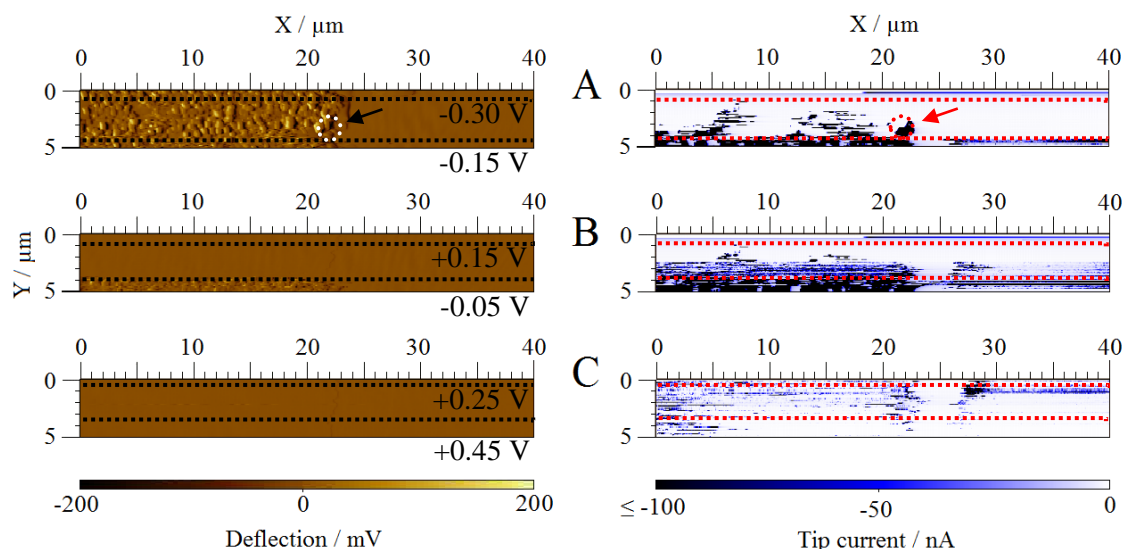 X / µm
X / µm
0 10 20 30 40
0 10 20 30 40
A
0
-0.30 V
5
-0.15 V
0
5
0 10 20 30 40
0 10 20 30 40
B
Y / µm
0
+0.15 V
5
-0.05 V
0
5
0 10 20 30 40
0 10 20 30 40
C
0
+0.25 V
5
+0.45 V
0
5
-200 0 200
≤ -100 -50 0
Deflection / mV
Tip current / nA